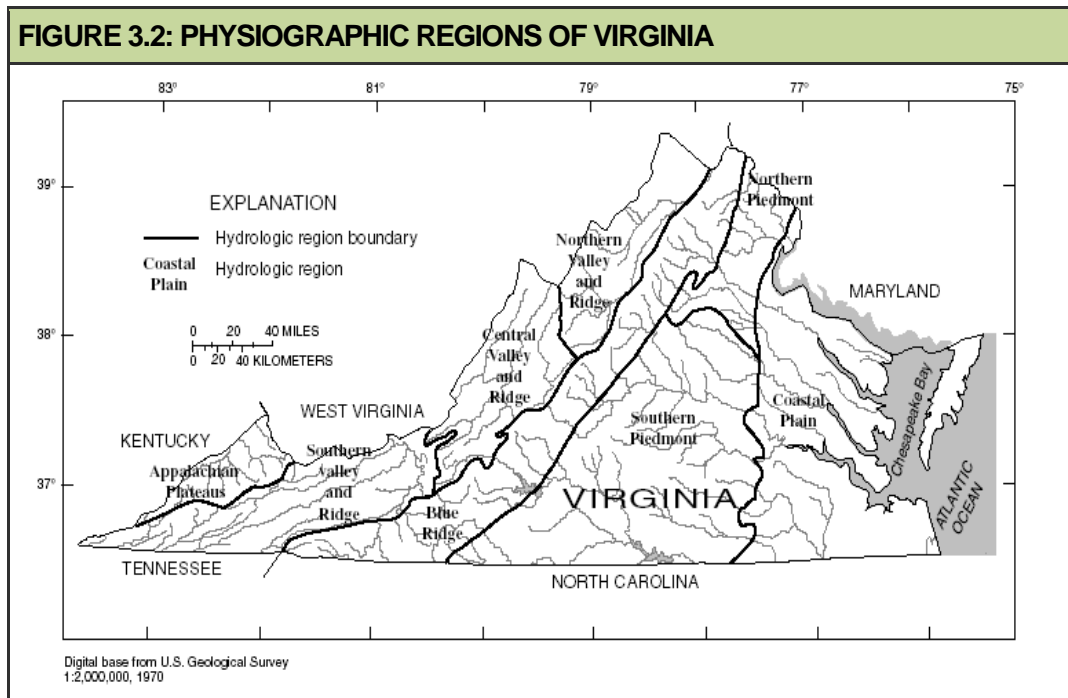 FIGURE 3.2: PHYSIOGRAPHIC REGIONS OF VIRGINIA
83°
81°
79°
77°
75°
39°
38°
37°
EXPLANATION
Hydrologic region boundary
Coastal
Plain
Hydrologic region
0 20 40 MILES
0 20 40 KILOMETERS
Northern
Piedmont
Northern
Valley
and
Ridge
MARYLAND
Central
Valley
and
Ridge
WEST VIRGINIA
KENTUCKY
Appalachian
Plateaus
Southern
Valley
and
Ridge
Southern
Piedmont
Coastal
Plain
Chesapeake Bay
VIRGINIA
Blue
Ridge
ATLANTIC
OCEAN
TENNESSEE
NORTH CAROLINA
Digital base from U.S. Geological Survey
1:2,000,000, 1970